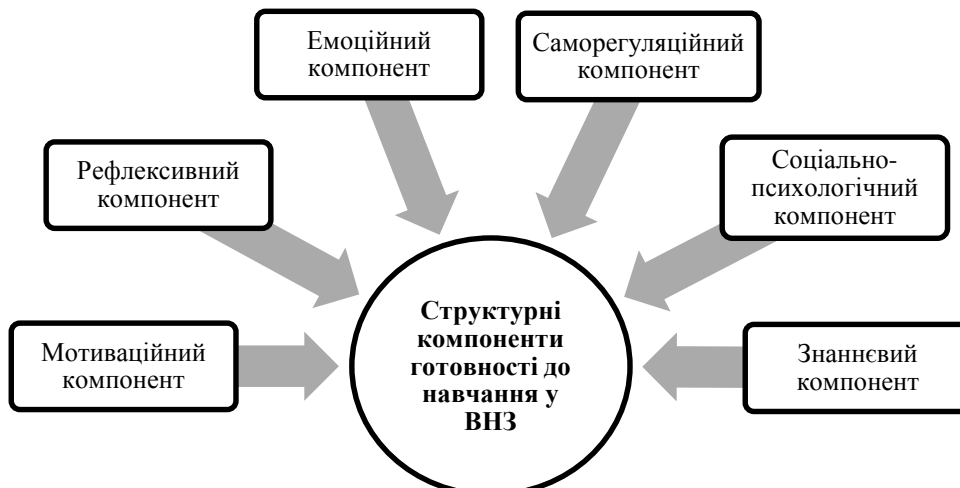 Емоційний
компонент
Саморегуляційний
компонент
Рефлексивний
компонент
Соціально-
психологічний
компонент
Мотиваційний
компонент
Структурні
компоненти
готовності до
навчання у
ВНЗ
Знаннєвий
компонент